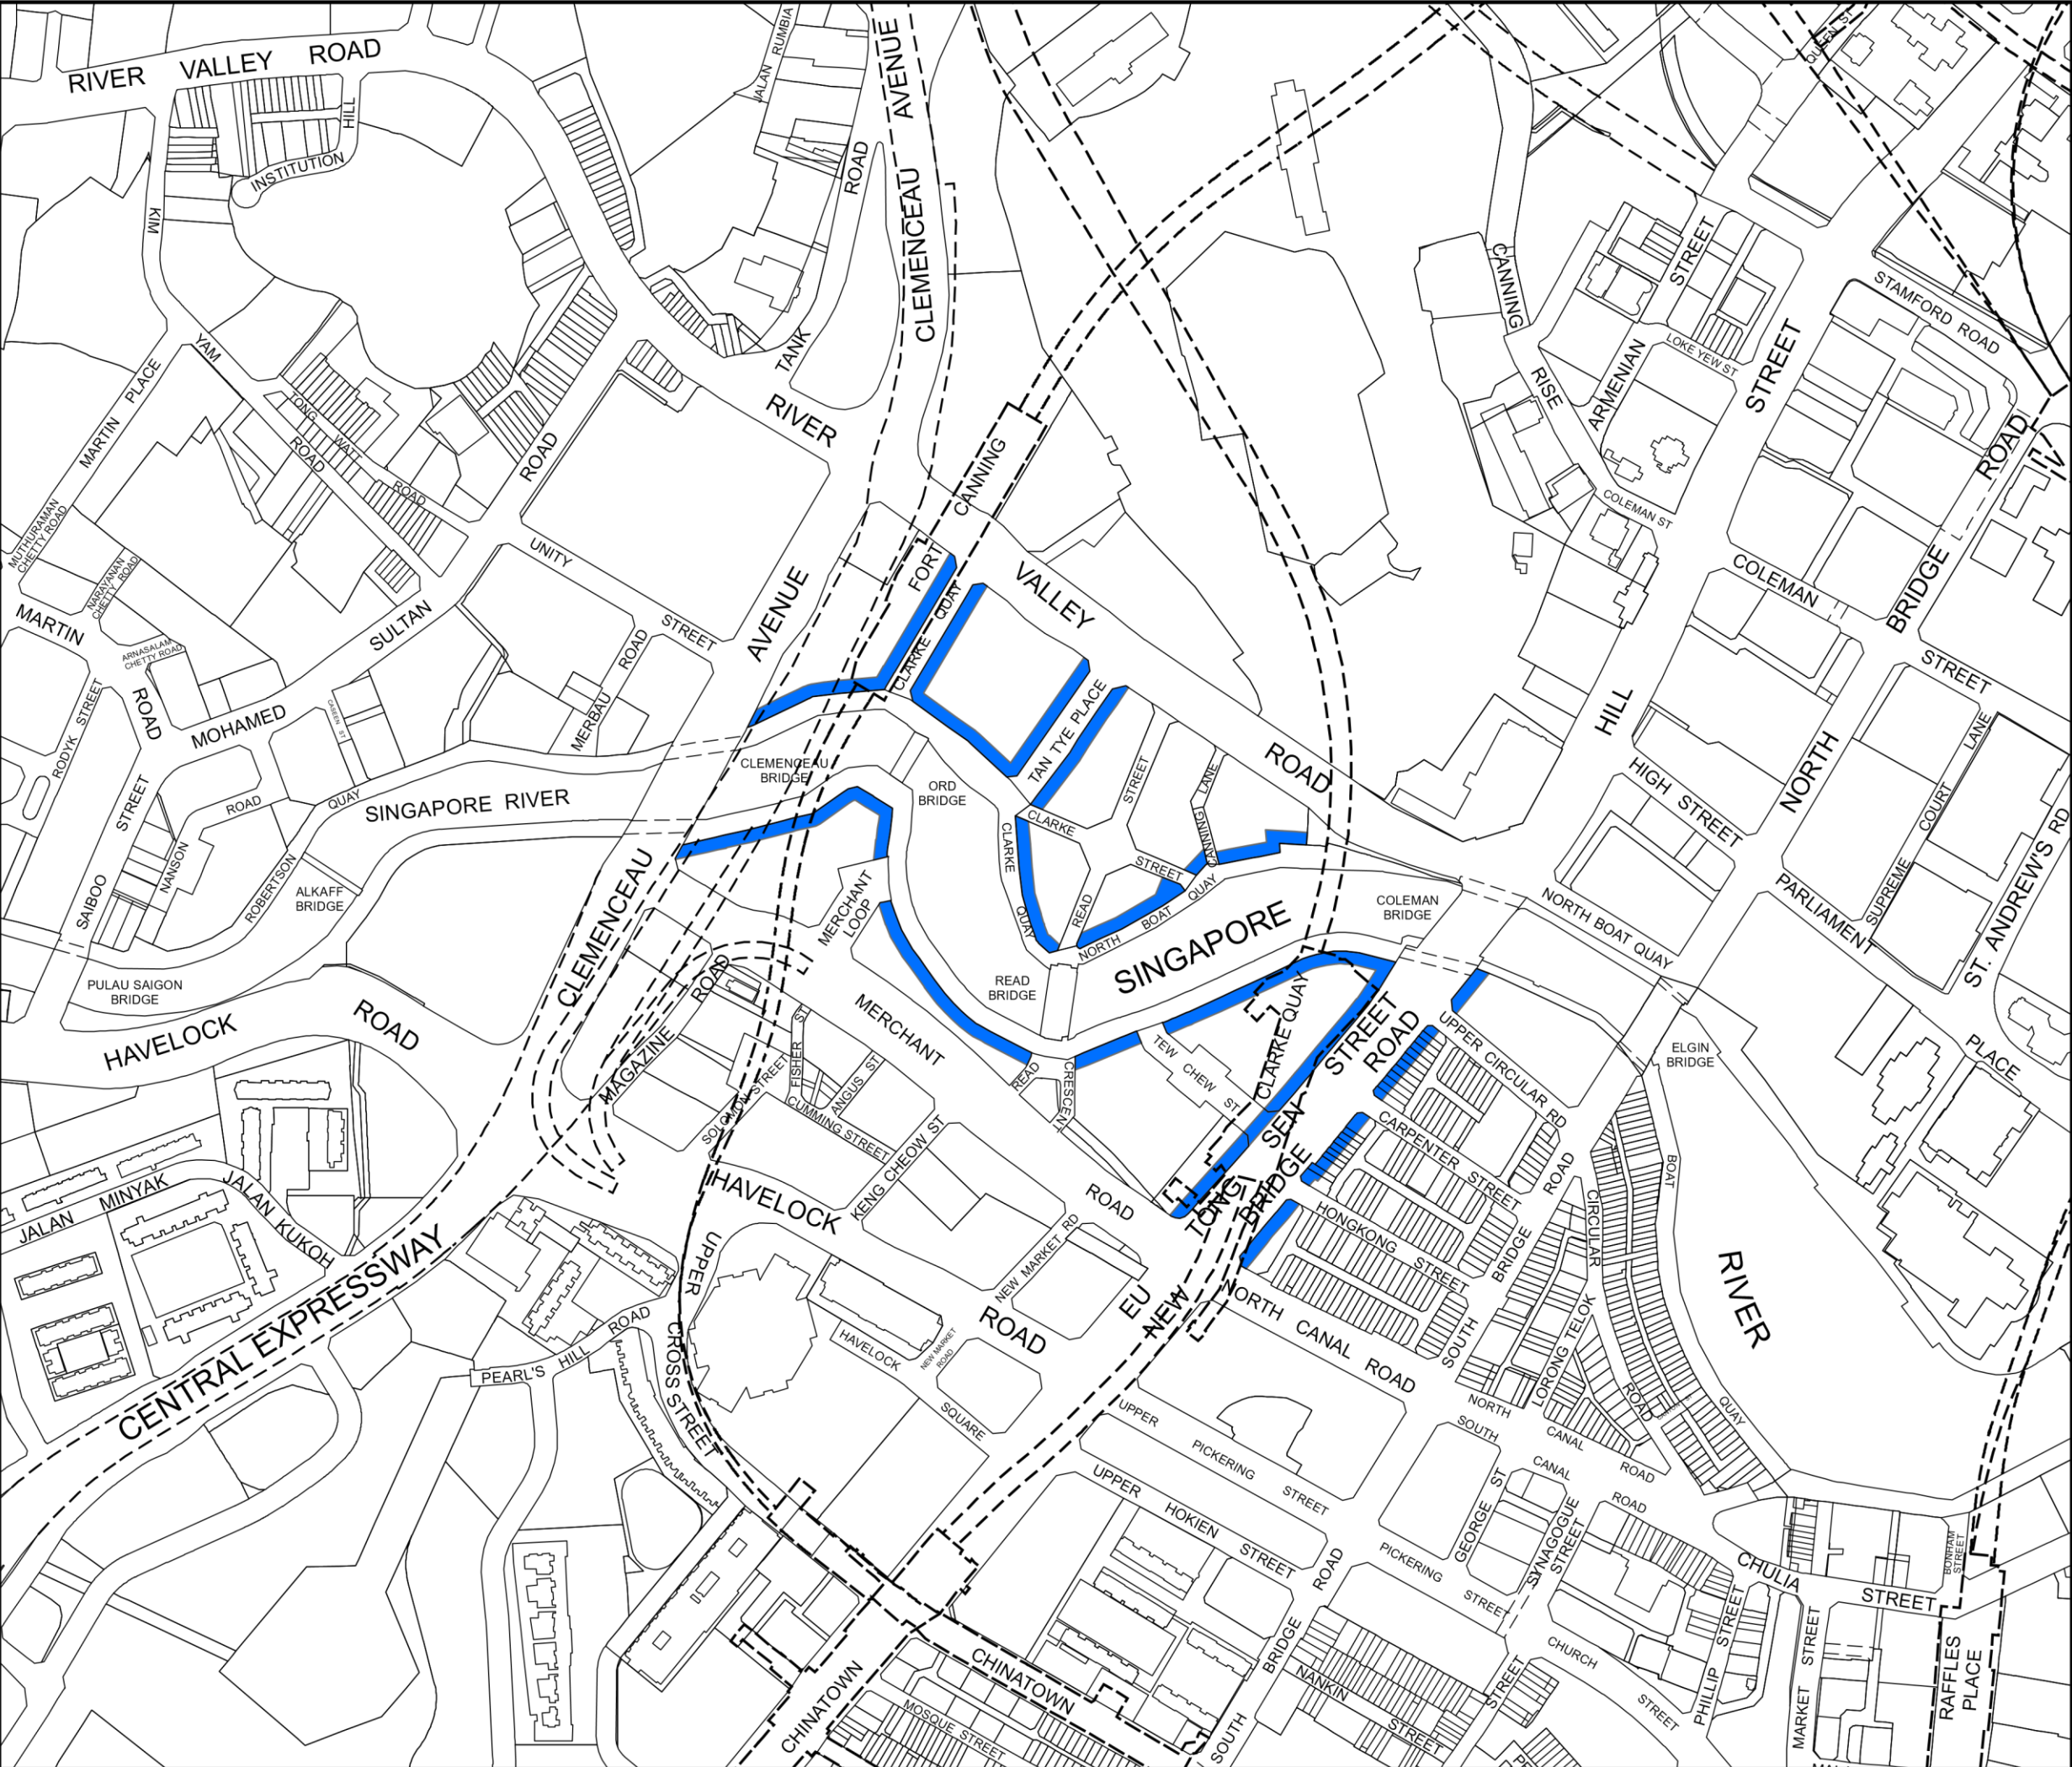 RIVER VALLEY ROAD
JALAN RUMBIA
AVENUE
QUEEN ST
HILL
INSTITUTION
KIM
ROAD
CLEMENCEAU
CANNING
STREET
STAMFORD ROAD
YAM
MARTIN PLACE
TANK
LOKE YEW ST
RISE
ARMENIAN
STREET
TONG
WATT
ROAD
ROAD
ROAD
RIVER
CANNING
ROAD
MUTHURAMAN
CHETTY ROAD
COLEMAN ST
NARAYANAN
CHETTY ROAD
UNITY
STREET
FORT
VALLEY
COLEMAN
BRIDGE
MARTIN
SULTAN
AVENUE
QUAY
CLARKE
ARNASALAM
CHETTY ROAD
ROAD
STREET
RODYK STREET
ROAD
MOHAMED
CASEEN ST
MERBAU
TAN TYE PLACE
HILL
LANE
CLEMENCEAU
BRIDGE
ORD
BRIDGE
STREET
LANE
ROAD
HIGH STREET
NORTH
SINGAPORE RIVER
QUAY
ROAD
STREET
CLARKE
CLARKE
CANNING
COURT
NANSON
SAIBOO
ROBERTSON
ALKAFF
BRIDGE
CLEMENCEAU
MERCHANT
LOOP
STREET
QUAY
READ
BOAT
NORTH
QUAY
COLEMAN
BRIDGE
NORTH BOAT QUAY
PARLIAMENT
SUPREME
ST. ANDREW'S RD
SINGAPORE
PULAU SAIGON
BRIDGE
READ
BRIDGE
HAVELOCK
ROAD
ROAD
MAGAZINE
MERCHANT
CLARKE QUAY
STREET
ROAD
UPPER CIRCULAR RD
ELGIN
BRIDGE
PLACE
FISHER ST
SOLOMON STREET
ANGUS ST
CUMMING STREET
READ
CRESCENT
TEW
CHEW
ST
SEN
CARPENTER STREET
BOAT
JALAN MINYAK
JALAN KUKOH
HAVELOCK
KENG CHEOW ST
ROAD
TONG
BRIDGE
HONGKONG STREET
ROAD
CIRCULAR
BRIDGE
RIVER
UPPER
NEW MARKET RD
CENTRAL EXPRESSWAY
EU
NEW
NORTH CANAL ROAD
SOUTH
LORONG TELOK
ROAD
CROSS STREET
PEARL'S HILL ROAD
HAVELOCK
SQUARE
NEW MARKET
ROAD
NORTH
CANAL
ROAD
ROAD
QUAY
UPPER
PICKERING
STREET
SOUTH
CANAL
ROAD
UPPER
HOKIEN
STREET
GEORGE ST
SYNAGOGUE
STREET
PICKERING
STREET
ROAD
CHULIA
STREET
BONHAM
STREET
CHINATOWN
CHINATOWN
MOSQUE STREET
BRIDGE
SOUTH
NANKIN
STREET
STREET
CHURCH
STREET
PHILLIP STREET
MARKET STREET
RAFFLES
PLACE